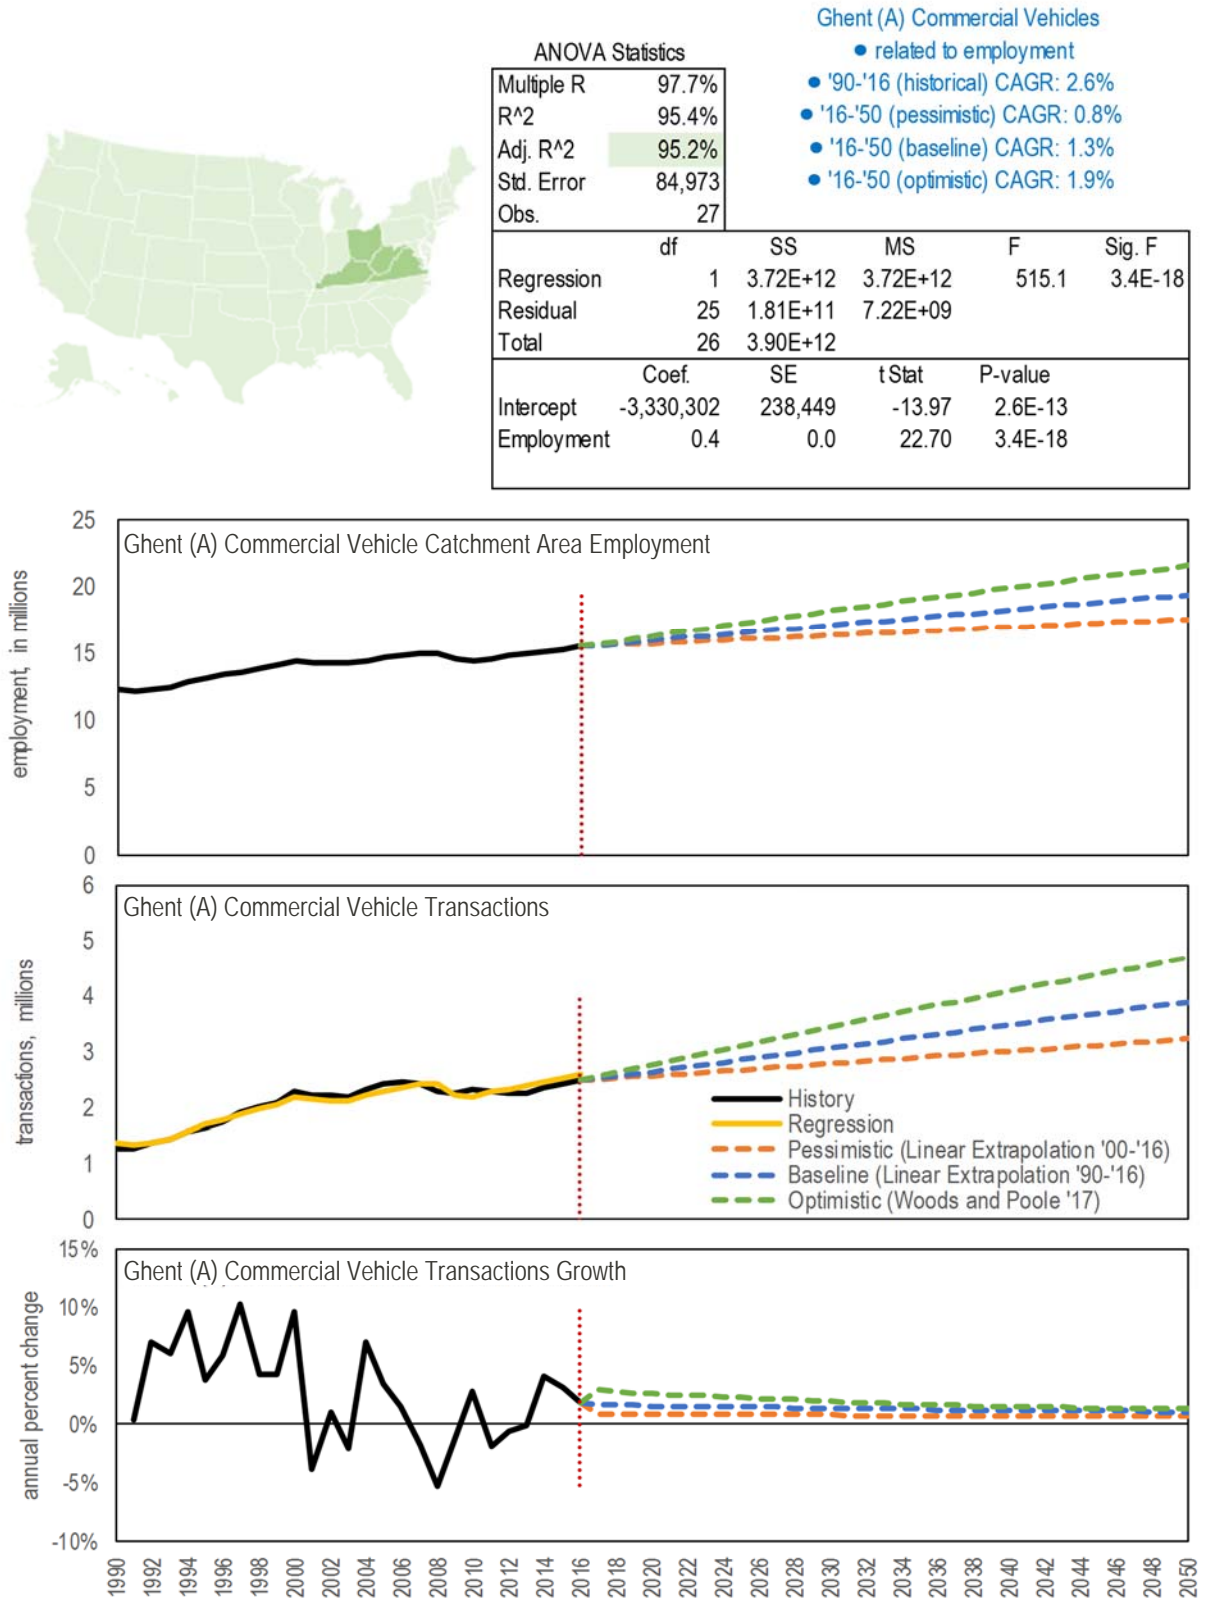 Ghent (A) Commercial Vehicles
● related to employment
● '90-'16 (historical) CAGR: 2.6%
● '16-'50 (pessimistic) CAGR: 0.8%
● '16-'50 (baseline) CAGR: 1.3%
● '16-'50 (optimistic) CAGR: 1.9%
ANOVA Statistics
Multiple R 97.7%
R^2 95.4%
Adj. R^2 95.2%
Std. Error 84,973
Obs. 27
df SS MS F Sig. F
Regression 1 3.72E+12 3.72E+12 515.1 3.4E-18
Residual 25 1.81E+11 7.22E+09
Total 26 3.90E+12
Coef. SE t Stat P-value
Intercept -3,330,302 238,449 -13.97 2.6E-13
Employment 0.4 0.0 22.70 3.4E-18
Ghent (A) Commercial Vehicle Catchment Area Employment
employment, in millions
25
20
15
10
5
0
Ghent (A) Commercial Vehicle Transactions
transactions, millions
6
5
4
3
2
1
0
History
Regression
Pessimistic (Linear Extrapolation '00-'16)
Baseline (Linear Extrapolation '90-'16)
Optimistic (Woods and Poole '17)
Ghent (A) Commercial Vehicle Transactions Growth
annual percent change
15%
10%
5%
0%
-5%
-10%
1990 1992 1994 1996 1998 2000 2002 2004 2006 2008 2010 2012 2014 2016 2018 2020 2022 2024 2026 2028 2030 2032 2034 2036 2038 2040 2042 2044 2046 2048 2050